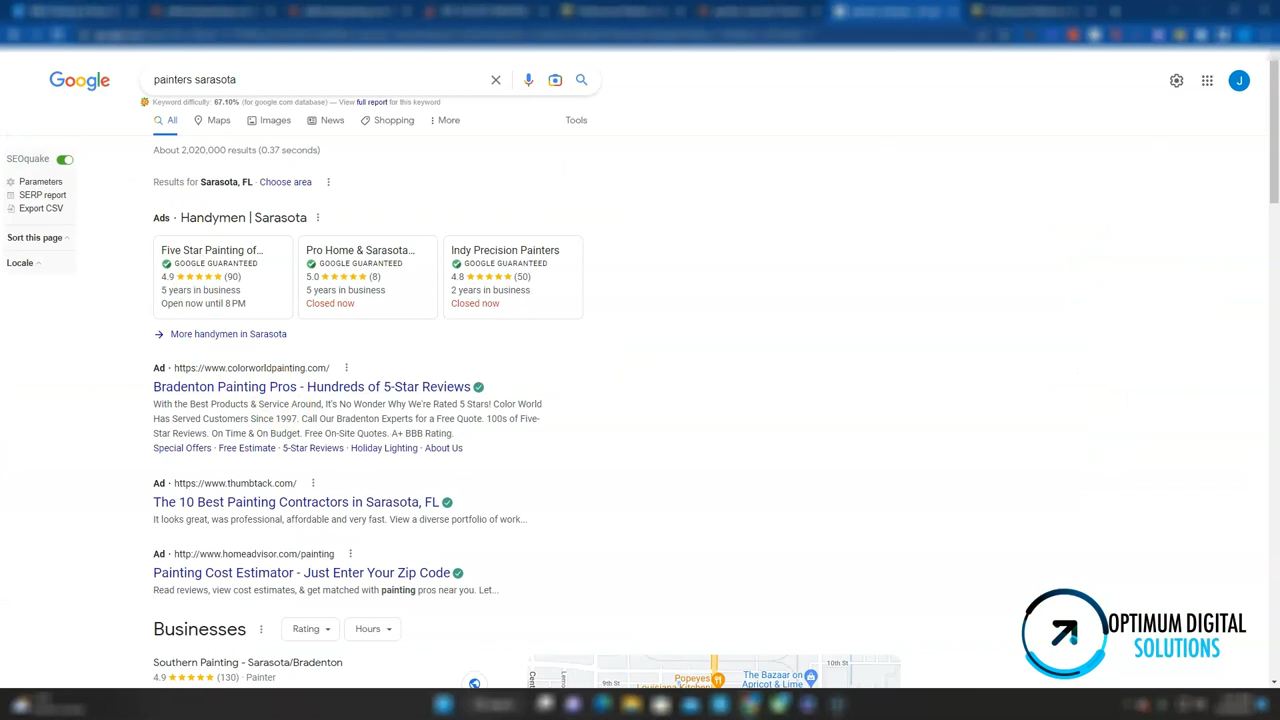 Google
painters sarasota
Keyword difficulty: 67.10% (for google.com database) — View full report for this keyword
All Maps Images News Shopping More Tools
About 2,020,000 results (0.37 seconds)
SEOquake
Parameters
SERP report
Export CSV
Sort this page
Locale
J
Results for Sarasota, FL · Choose area
Ads · Handymen | Sarasota
Five Star Painting of...
GOOGLE GUARANTEED
4.9 (90)
5 years in business
Open now until 8 PM
Pro Home & Sarasota...
GOOGLE GUARANTEED
5.0 (8)
5 years in business
Closed now
Indy Precision Painters
GOOGLE GUARANTEED
4.8 (50)
2 years in business
Closed now
More handymen in Sarasota
Ad · https://www.colorworldpainting.com/
Bradenton Painting Pros - Hundreds of 5-Star Reviews
With the Best Products & Service Around, It's No Wonder Why We're Rated 5 Stars! Color World
Has Served Customers Since 1997. Call Our Bradenton Experts for a Free Quote. 100s of Five-
Star Reviews. On Time & On Budget. Free On-Site Quotes. A+ BBB Rating.
Special Offers · Free Estimate · 5-Star Reviews · Holiday Lighting · About Us
Ad · https://www.thumbtack.com/
The 10 Best Painting Contractors in Sarasota, FL
It looks great, was professional, affordable and very fast. View a diverse portfolio of work...
Ad · http://www.homeadvisor.com/painting
Painting Cost Estimator - Just Enter Your Zip Code
Read reviews, view cost estimates, & get matched with painting pros near you. Let...
Businesses
Rating
Hours
Southern Painting - Sarasota/Bradenton
4.9 (130) · Painter
10th St
9th St
Popeyes
Louisiana Kitchen
The Bazaar on
Apricot & Lime
OPTIMUM DIGITAL
SOLUTIONS